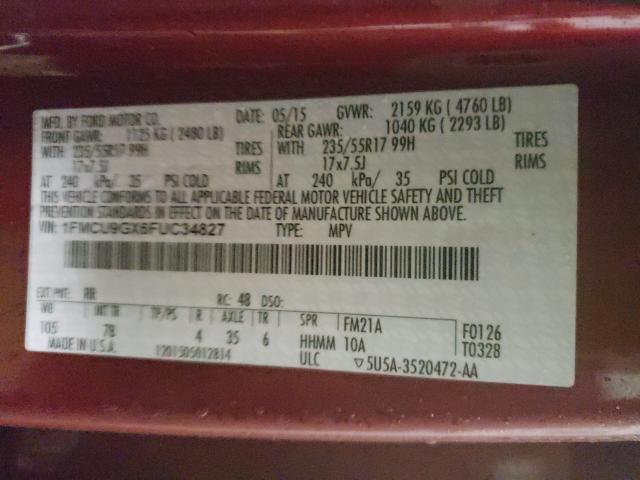 MFD. BY FORD MOTOR CO. DATE: 05/15 GVWR: 2159 KG ( 4760 LB)
FRONT GAWR: 1125 KG ( 2480 LB) REAR GAWR: 1040 KG ( 2293 LB)
WITH 235/55R17 99H TIRES WITH 235/55R17 99H TIRES
17x7.5J RIMS 17x7.5J RIMS
AT 240 kPa/ 35 PSI COLD AT 240 kPa/ 35 PSI COLD
THIS VEHICLE CONFORMS TO ALL APPLICABLE FEDERAL MOTOR VEHICLE SAFETY AND THEFT
PREVENTION STANDARDS IN EFFECT ON THE DATE OF MANUFACTURE SHOWN ABOVE.
VIN: 1FMCU9GX6FUC34827 TYPE: MPV
EXT PNT: RR RC: 48 DSO:
WB INT TR TP/PS R AXLE TR SPR FM21A F0126
105 7B 4 35 6 HHMM 10A T0328
MADE IN U.S.A. 1201505012814 ULC ▽5U5A-3520472-AA